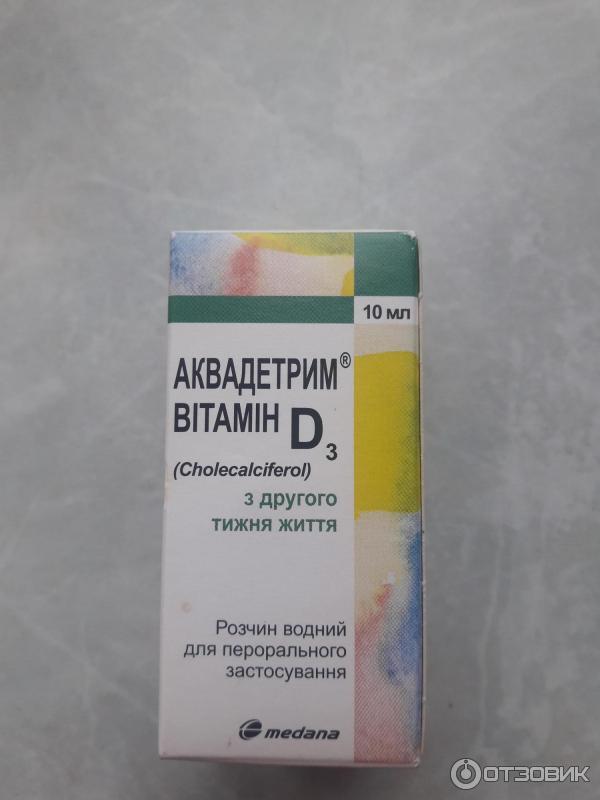 10 мл
АКВАДЕТРИМ®
ВІТАМІН D3
(Cholecalciferol)
з другого
тижня життя
Розчин водний
для перорального
застосування
medana
ОТЗОВИК